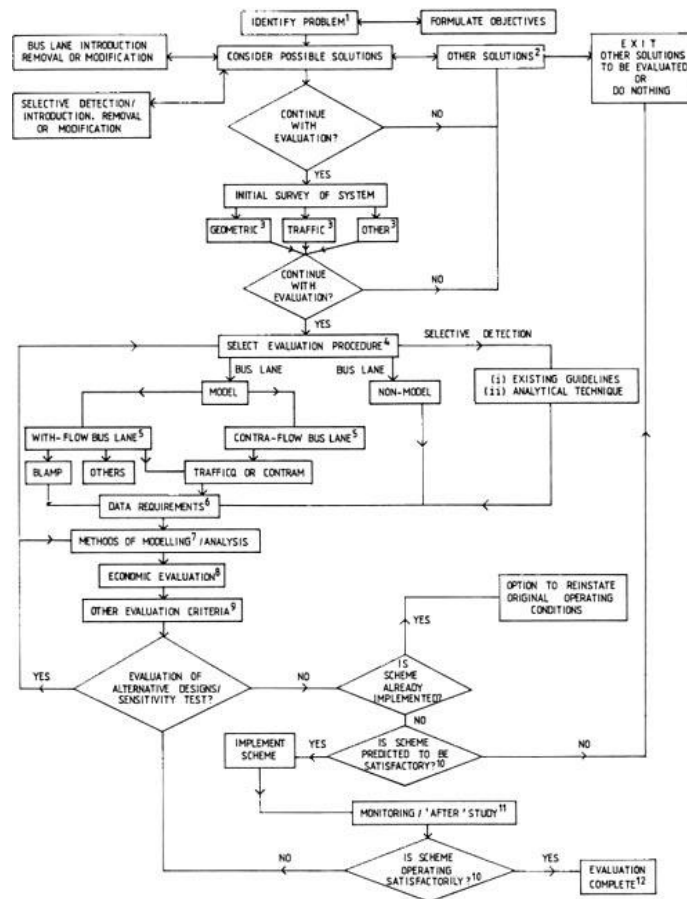 IDENTIFY PROBLEM1
FORMULATE OBJECTIVES
BUS LANE INTRODUCTION
REMOVAL OR MODIFICATION
CONSIDER POSSIBLE SOLUTIONS
OTHER SOLUTIONS2
EXIT
OTHER SOLUTIONS
TO BE EVALUATED
OR
DO NOTHING
SELECTIVE DETECTION/
INTRODUCTION, REMOVAL
OR MODIFICATION
CONTINUE
WITH
EVALUATION?
NO
YES
INITIAL SURVEY OF SYSTEM
GEOMETRIC3
TRAFFIC3
OTHER3
CONTINUE
WITH
EVALUATION?
NO
YES
SELECT EVALUATION PROCEDURE4
SELECTIVE DETECTION
BUS LANE
BUS LANE
MODEL
NON-MODEL
(i) EXISTING GUIDELINES
(ii) ANALYTICAL TECHNIQUE
WITH-FLOW BUS LANE5
CONTRA-FLOW BUS LANE5
BLAMP
OTHERS
TRAFFICQ OR CONTRAM
DATA REQUIREMENTS6
METHODS OF MODELLING7/ANALYSIS
ECONOMIC EVALUATION8
OTHER EVALUATION CRITERIA9
OPTION TO REINSTATE
ORIGINAL OPERATING
CONDITIONS
YES
YES
EVALUATION OF
ALTERNATIVE DESIGNS/
SENSITIVITY TEST?
NO
IS
SCHEME
ALREADY
IMPLEMENTED?
NO
IMPLEMENT
SCHEME
YES
IS SCHEME
PREDICTED TO BE
SATISFACTORY?10
NO
MONITORING/'AFTER' STUDY11
NO
IS SCHEME
OPERATING
SATISFACTORILY?10
YES
EVALUATION
COMPLETE12